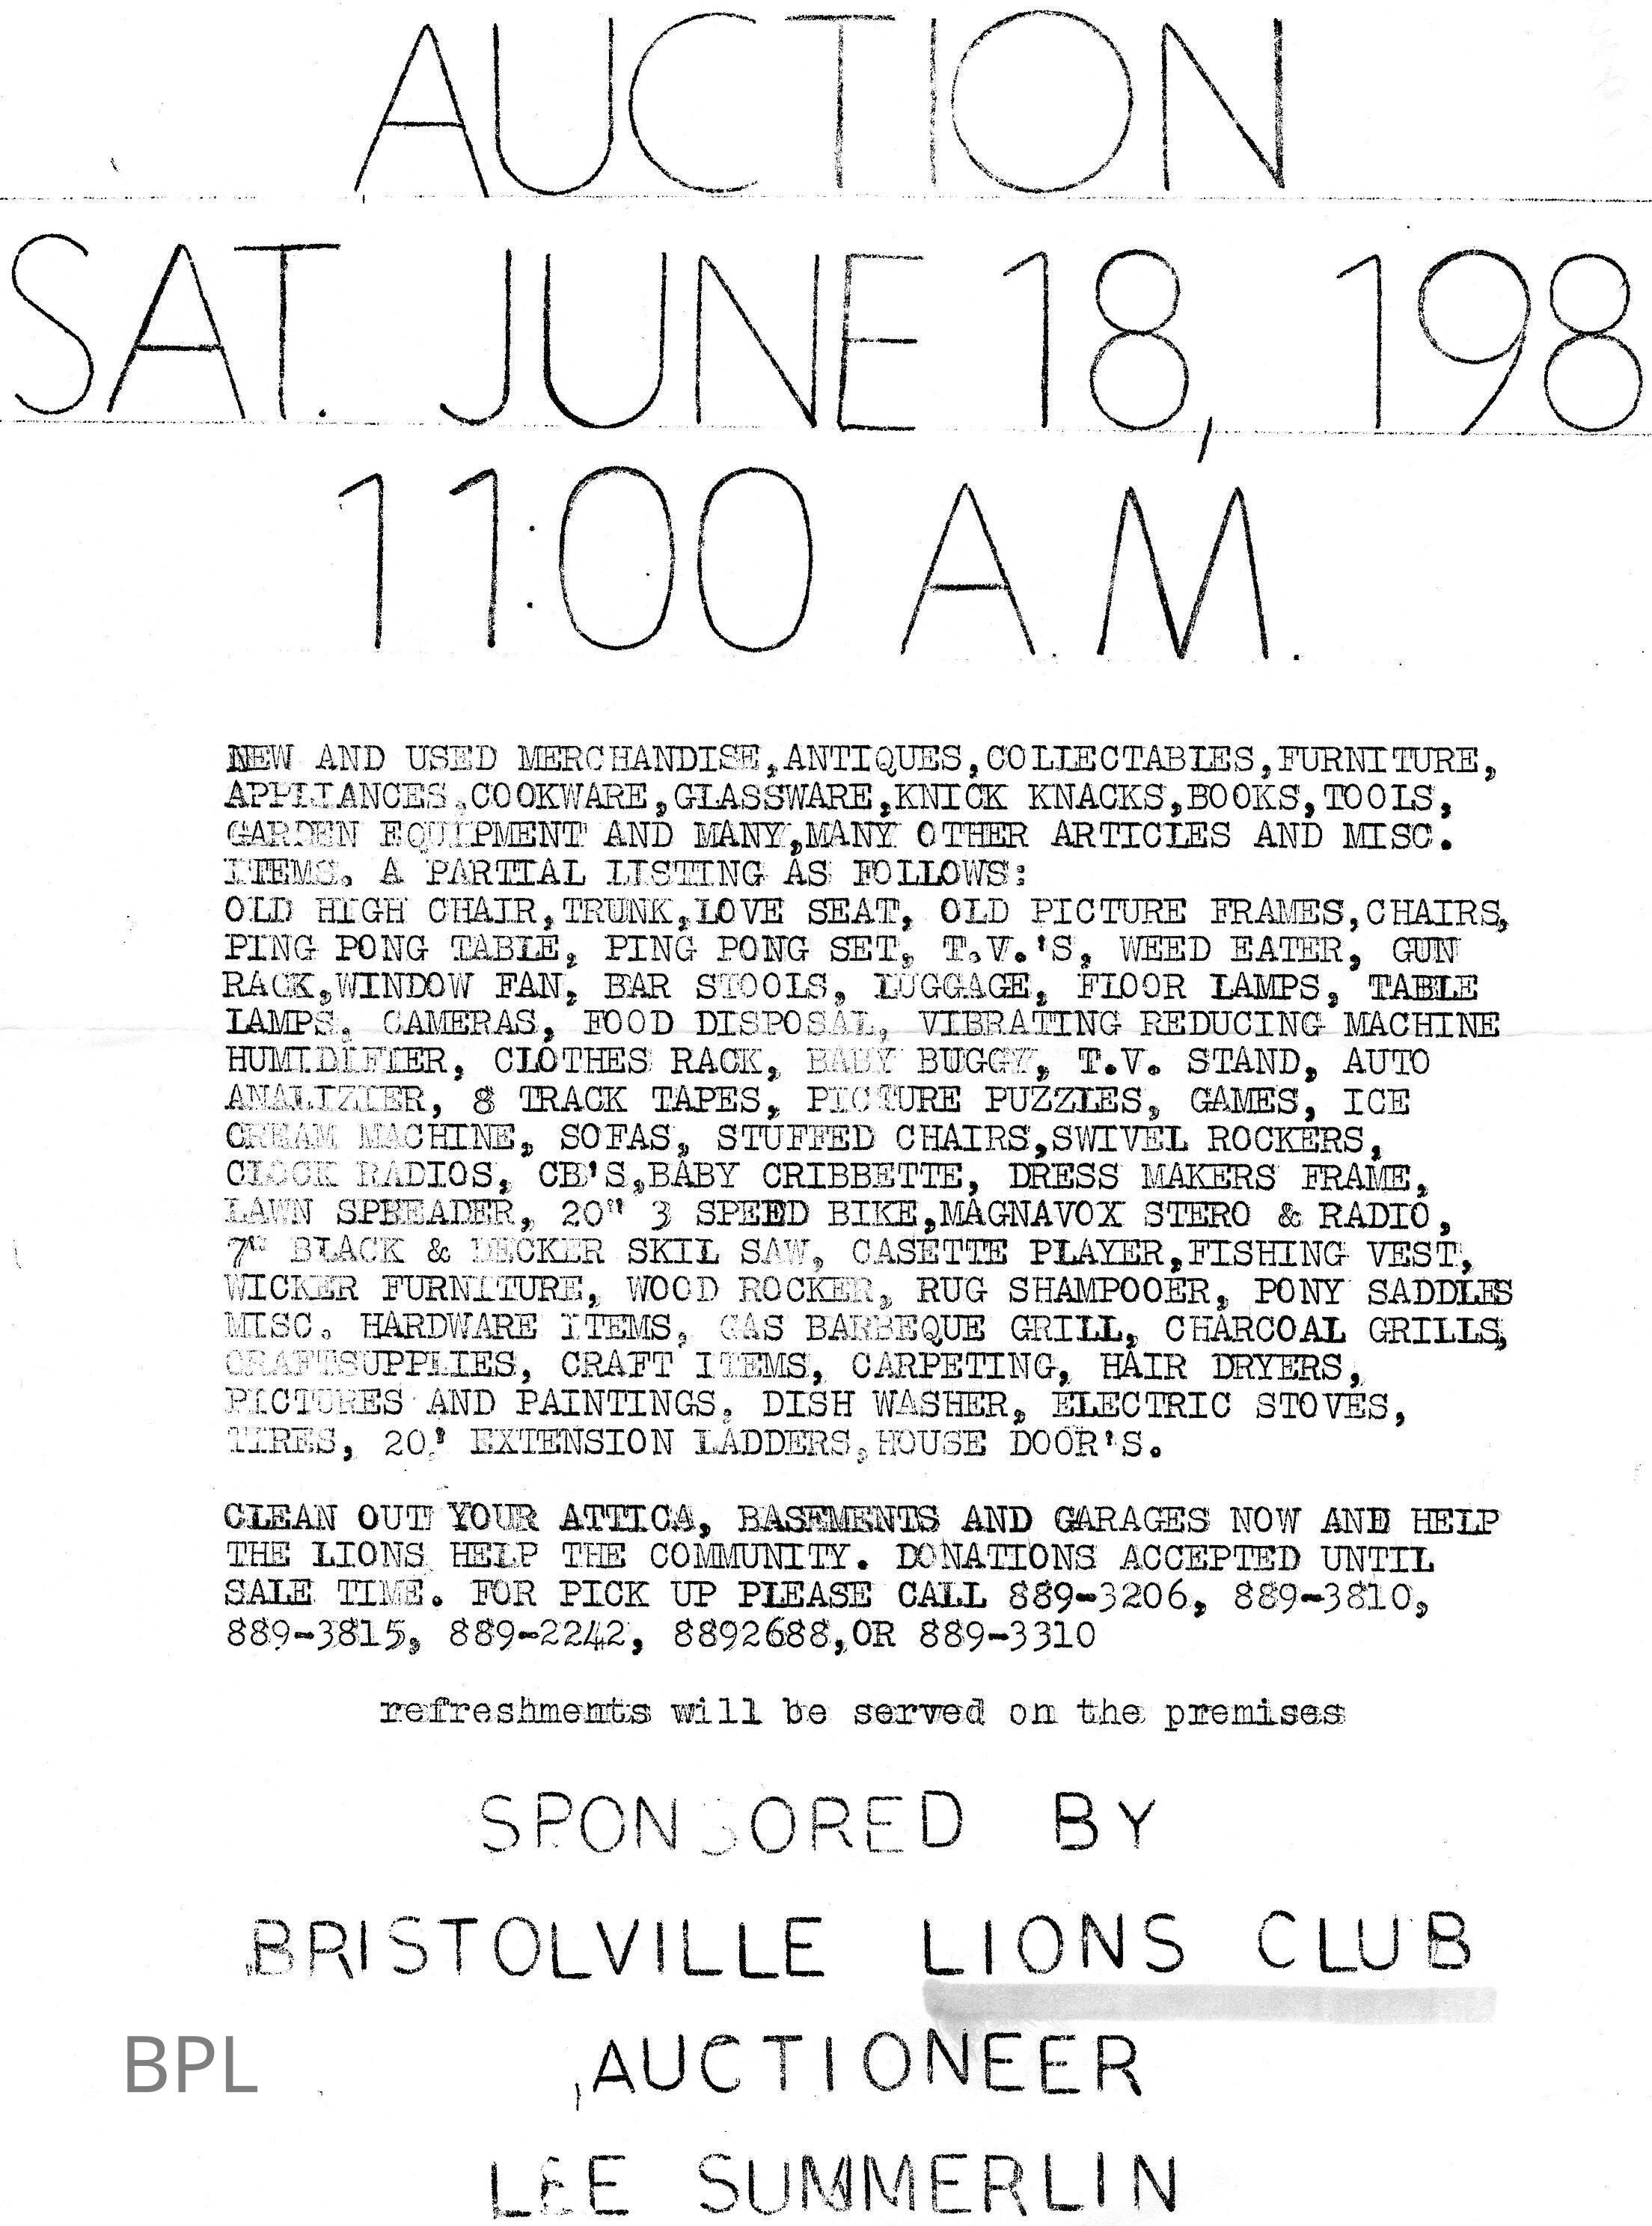 AUCTION
SAT. JUNE 18, 198
11:00 A.M.
NEW AND USED MERCHANDISE,ANTIQUES,COLLECTABLES,FURNITURE,
APPLIANCES,COOKWARE,GLASSWARE,KNICK KNACKS,BOOKS,TOOLS,
GARDEN EQUIPMENT AND MANY,MANY OTHER ARTICLES AND MISC.
ITEMS. A PARTIAL LISTING AS FOLLOWS:
OLD HIGH CHAIR,TRUNK,LOVE SEAT, OLD PICTURE FRAMES,CHAIRS,
PING PONG TABLE, PING PONG SET, T.V.'S, WEED EATER, GUN
RACK,WINDOW FAN, BAR STOOLS, LUGGAGE, FLOOR LAMPS, TABLE
LAMPS, CAMERAS, FOOD DISPOSAL, VIBRATING REDUCING MACHINE
HUMIDIFIER, CLOTHES RACK, BABY BUGGY, T.V. STAND, AUTO
ANALIZIER, 8 TRACK TAPES, PICTURE PUZZLES, GAMES, ICE
CREAM MACHINE, SOFAS, STUFFED CHAIRS,SWIVEL ROCKERS,
CLOCK RADIOS, CB'S,BABY CRIBBETTE, DRESS MAKERS FRAME,
LAWN SPREADER, 20" 3 SPEED BIKE,MAGNAVOX STERO & RADIO,
7" BLACK & DECKER SKIL SAW, CASETTE PLAYER,FISHING VEST,
WICKER FURNITURE, WOOD ROCKER, RUG SHAMPOOER, PONY SADDLES
MISC. HARDWARE ITEMS, GAS BARBEQUE GRILL, CHARCOAL GRILLS,
CRAFTSUPPLIES, CRAFT ITEMS, CARPETING, HAIR DRYERS,
PICTURES AND PAINTINGS, DISH WASHER, ELECTRIC STOVES,
TIRES, 20' EXTENSION LADDERS,HOUSE DOOR'S.
CLEAN OUT YOUR ATTICA, BASEMENTS AND GARAGES NOW AND HELP
THE LIONS HELP THE COMMUNITY. DONATIONS ACCEPTED UNTIL
SALE TIME. FOR PICK UP PLEASE CALL 889-3206, 889-3810,
889-3815, 889-2242, 8892688,OR 889-3310
refreshments will be served on the premises
SPONSORED BY
BRISTOLVILLE LIONS CLUB
AUCTIONEER
BPL
LEE SUMMERLIN